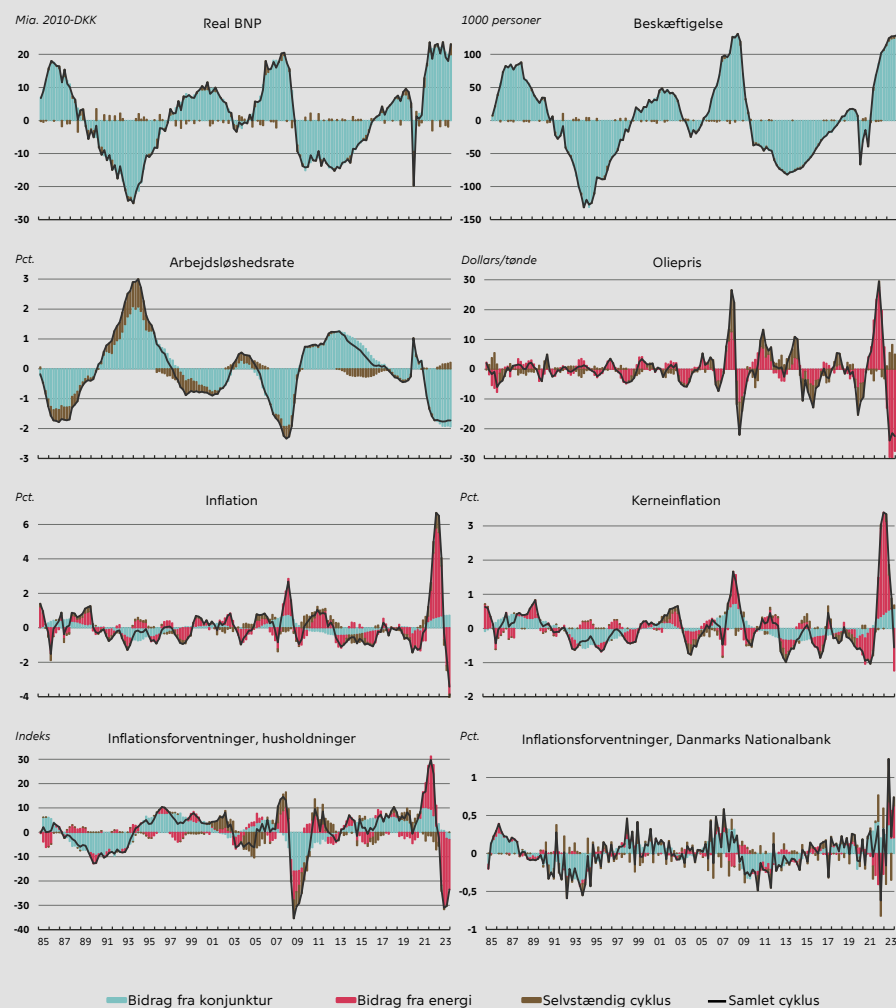 Mia. 2010-DKK
Real BNP
20
10
0
-10
-20
-30
1000 personer
Beskæftigelse
100
50
0
-50
-100
-150
Pct.
Arbejdsløshedsrate
3
2
1
0
-1
-2
-3
Dollars/tønde
Oliepris
30
20
10
0
-10
-20
-30
Pct.
Inflation
6
4
2
0
-2
-4
Pct.
Kerneinflation
3
2
1
0
-1
-2
Indeks
Inflationsforventninger, husholdninger
30
20
10
0
-10
-20
-30
-40
85 87 89 91 93 95 97 99 01 03 05 07 09 11 13 15 17 19 21 23
Pct.
Inflationsforventninger, Danmarks Nationalbank
1
0,5
0
-0,5
-1
85 87 89 91 93 95 97 99 01 03 05 07 09 11 13 15 17 19 21 23
Bidrag fra konjunktur Bidrag fra energi Selvstændig cyklus Samlet cyklus